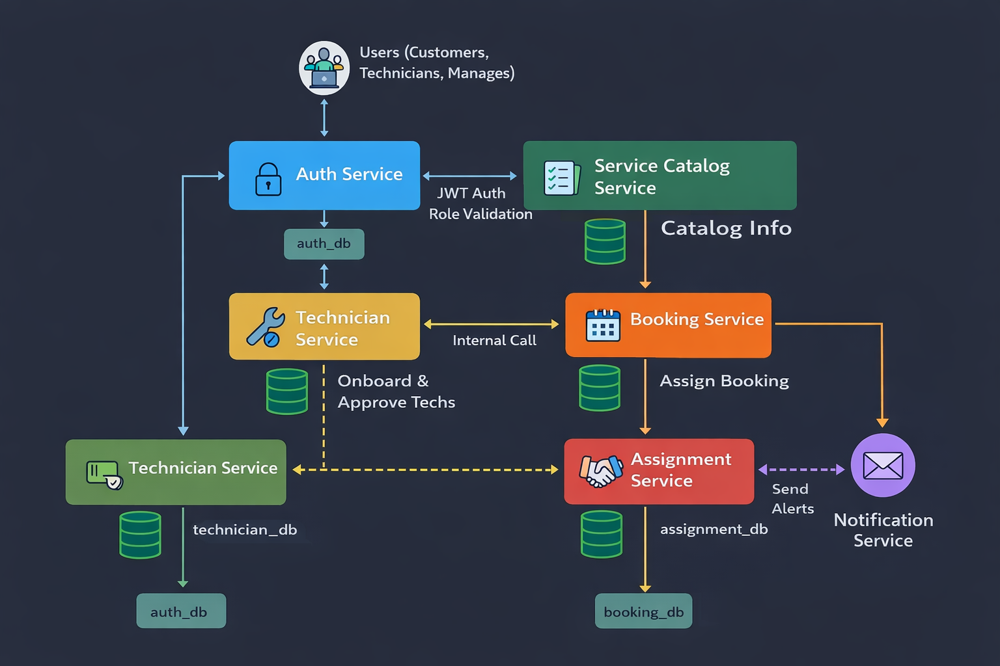 Users (Customers,
Technicians, Manages)
Auth Service
Service Catalog
Service
JWT Auth
Role Validation
Catalog Info
auth_db
Technician
Service
Internal Call
Booking Service
Onboard &
Approve Techs
Assign Booking
Technician Service
Assignment
Service
Send
Alerts
Notification
Service
technician_db
assignment_db
auth_db
booking_db